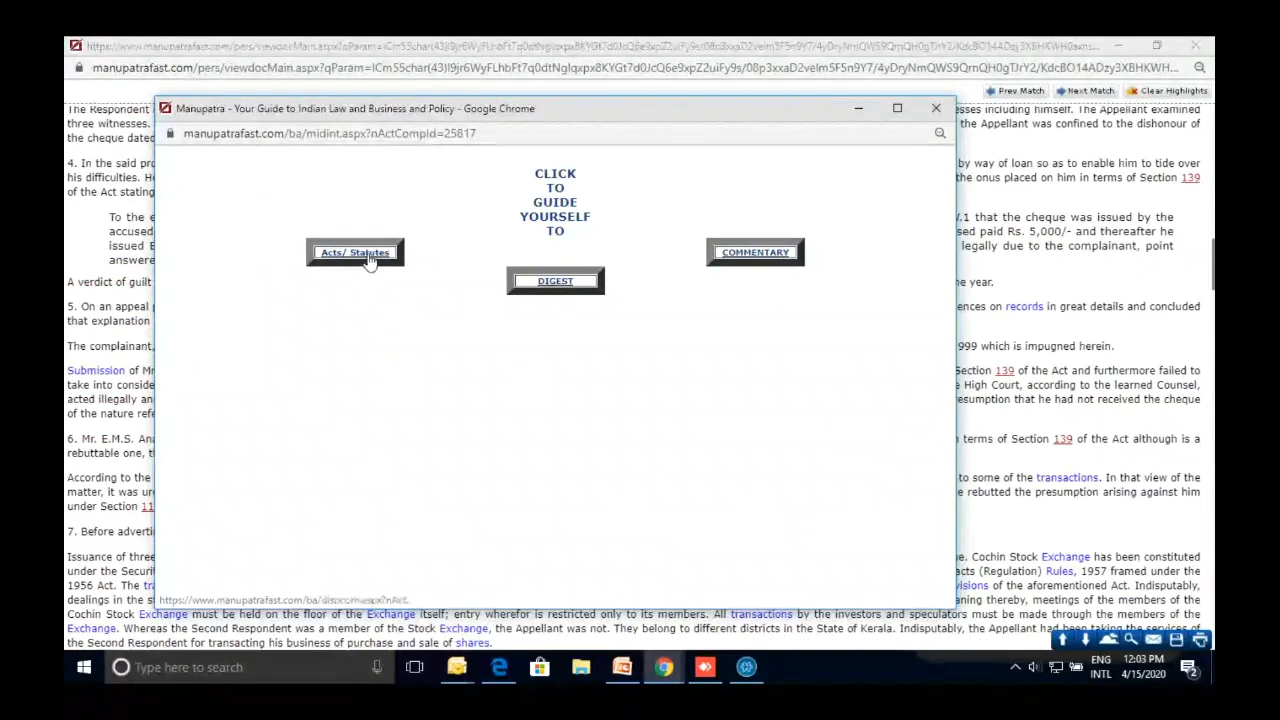 https://www.manupatrafast.com/pers/viewdocMain.aspx?
manupatrafast.com/pers/viewdocMain.aspx?
Prev Match Next Match Clear Highlights
The Respondent
esses including himself. The Appellant examined
three witnesses.
the Appellant was confined to the dishonour of
the cheque dated
4. In the said pro
by way of loan so as to enable him to tide over
his difficulties. He
the onus placed on him in terms of Section 139
of the Act stating
To the e
V.1 that the cheque was issued by the
accused
sed paid Rs. 5,000/- and thereafter he
issued E
legally due to the complainant, point
answere
A verdict of guilt
e year.
5. On an appeal p
ences on records in great details and concluded
that explanation
The complainant,
999 which is impugned herein.
Submission of Mr
Section 139 of the Act and furthermore failed to
take into conside
e High Court, according to the learned Counsel,
acted illegally an
resumption that he had not received the cheque
of the nature refe
6. Mr. E.M.S. Ana
n terms of Section 139 of the Act although is a
rebuttable one, t
According to the
to some of the transactions. In that view of the
matter, it was ur
e rebutted the presumption arising against him
under Section 11
7. Before adverti
Issuance of three
ge. Cochin Stock Exchange has been constituted
under the Securit
acts (Regulation) Rules, 1957 framed under the
1956 Act. The tra
visions of the aforementioned Act. Indisputably,
dealings in the st
aning thereby, meetings of the members of the
Manupatra - Your Guide to Indian Law and Business and Policy - Google Chrome
manupatrafast.com/ba/midint.aspx?nActCompId=25817
CLICK
TO
GUIDE
YOURSELF
TO
Acts/ Statutes
COMMENTARY
DIGEST
Cochin Stock Exchange must be held on the floor of the Exchange itself; entry wherefor is restricted only to its members. All transactions by the investors and speculators must be made through the members of the
Exchange. Whereas the Second Respondent was a member of the Stock Exchange, the Appellant was not. They belong to different districts in the State of Kerala. Indisputably, the Appellant had been taking the services of
the Second Respondent for transacting his business of purchase and sale of shares.
Type here to search
ENG
INTL
12:03 PM
4/15/2020
2